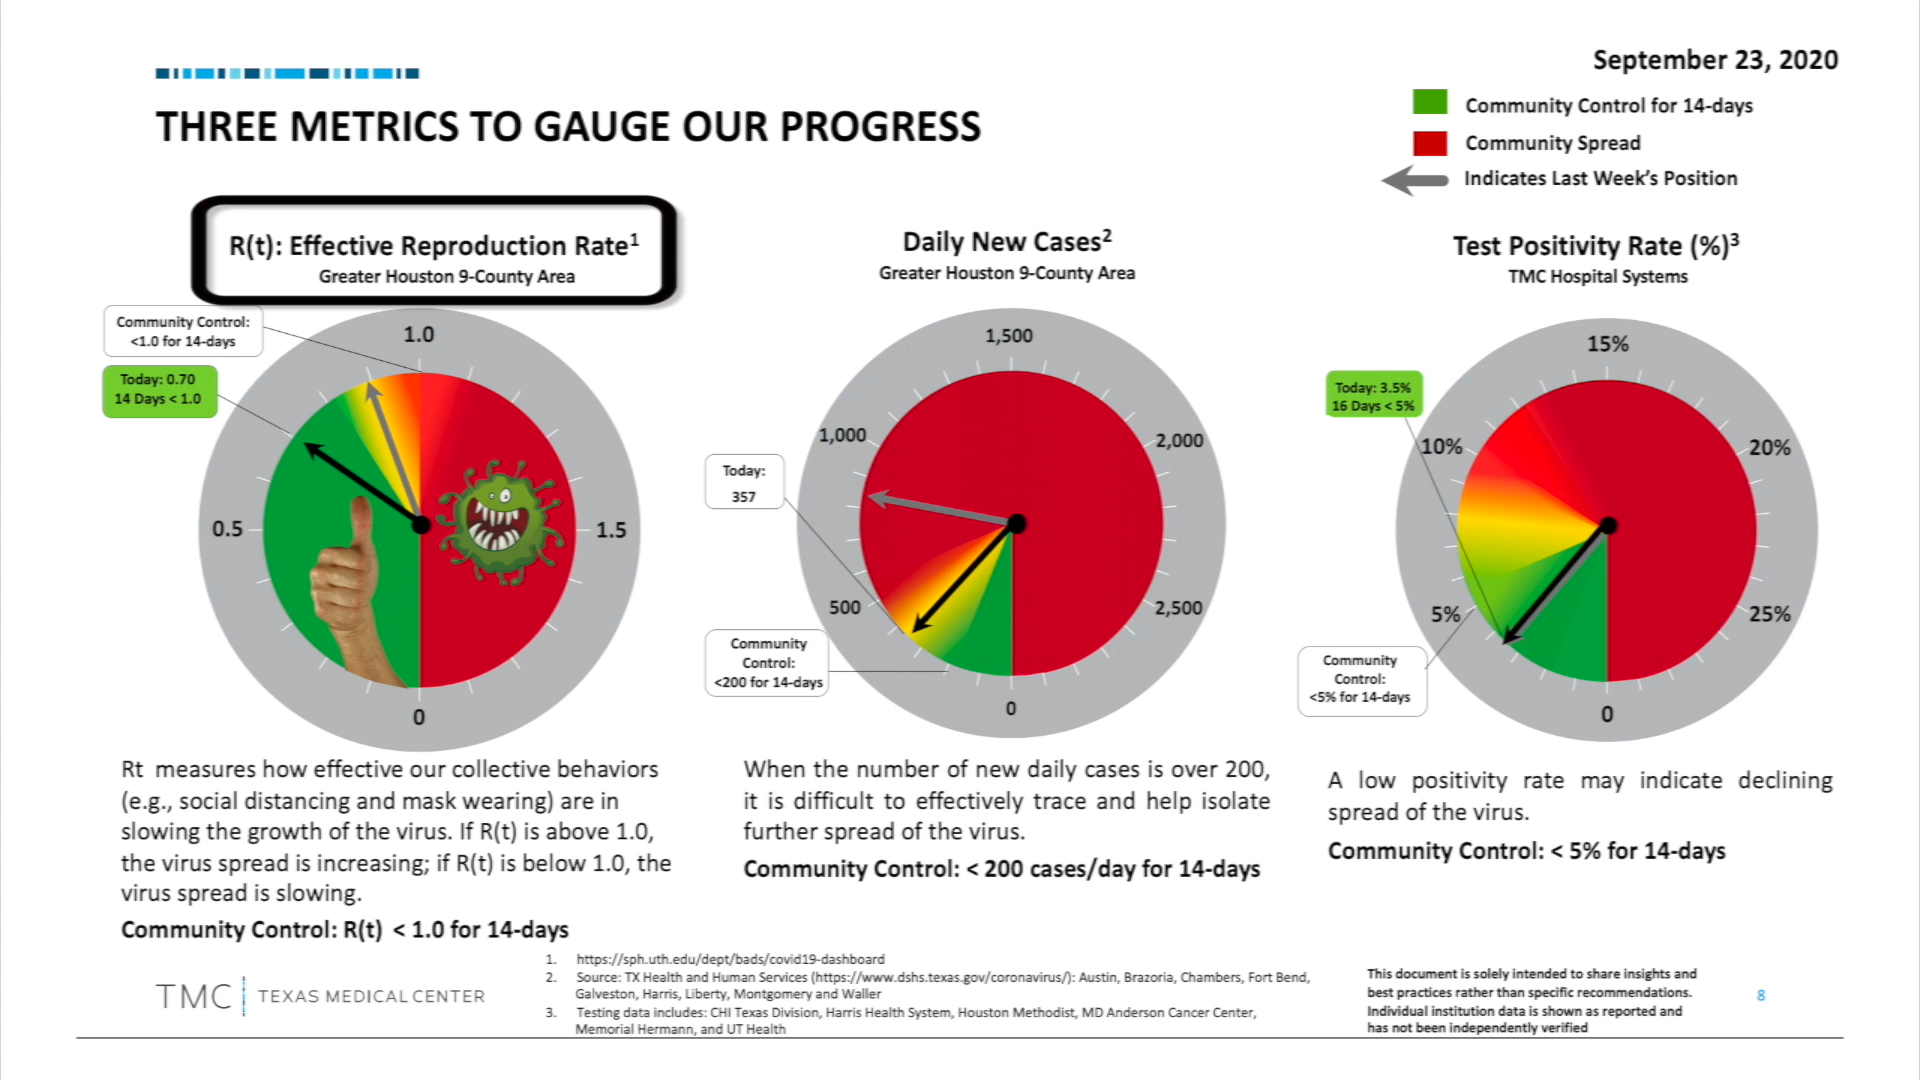 September 23, 2020
THREE METRICS TO GAUGE OUR PROGRESS
Community Control for 14-days
Community Spread
Indicates Last Week's Position
R(t): Effective Reproduction Rate1
Greater Houston 9-County Area
Community Control:
<1.0 for 14-days
Today: 0.70
14 Days < 1.0
1.0
0.5
1.5
0
Rt measures how effective our collective behaviors
(e.g., social distancing and mask wearing) are in
slowing the growth of the virus. If R(t) is above 1.0,
the virus spread is increasing; if R(t) is below 1.0, the
virus spread is slowing.
Community Control: R(t) < 1.0 for 14-days
Daily New Cases2
Greater Houston 9-County Area
1,500
1,000
2,000
Today:
357
500
2,500
Community
Control:
<200 for 14-days
0
When the number of new daily cases is over 200,
it is difficult to effectively trace and help isolate
further spread of the virus.
Community Control: < 200 cases/day for 14-days
Test Positivity Rate (%)3
TMC Hospital Systems
15%
Today: 3.5%
16 Days < 5%
10%
20%
5%
25%
Community
Control:
<5% for 14-days
0
A low positivity rate may indicate declining
spread of the virus.
Community Control: < 5% for 14-days
TMC TEXAS MEDICAL CENTER
1. https://sph.uth.edu/dept/bads/covid19-dashboard
2. Source: TX Health and Human Services (https://www.dshs.texas.gov/coronavirus/): Austin, Brazoria, Chambers, Fort Bend,
Galveston, Harris, Liberty, Montgomery and Waller
3. Testing data includes: CHI Texas Division, Harris Health System, Houston Methodist, MD Anderson Cancer Center,
Memorial Hermann, and UT Health
This document is solely intended to share insights and
best practices rather than specific recommendations.
Individual institution data is shown as reported and
has not been independently verified
8